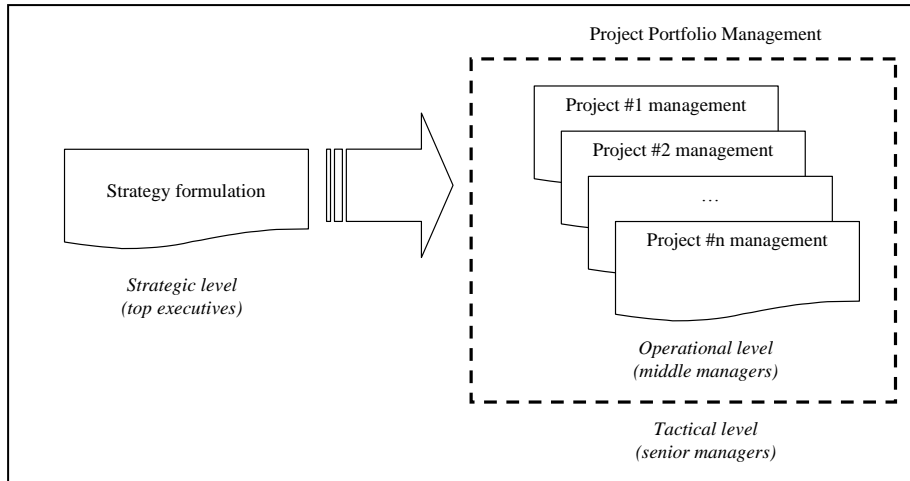 Project Portfolio Management
Project #1 management
Project #2 management
…
Project #n management
Strategy formulation
Strategic level
(top executives)
Operational level
(middle managers)
Tactical level
(senior managers)